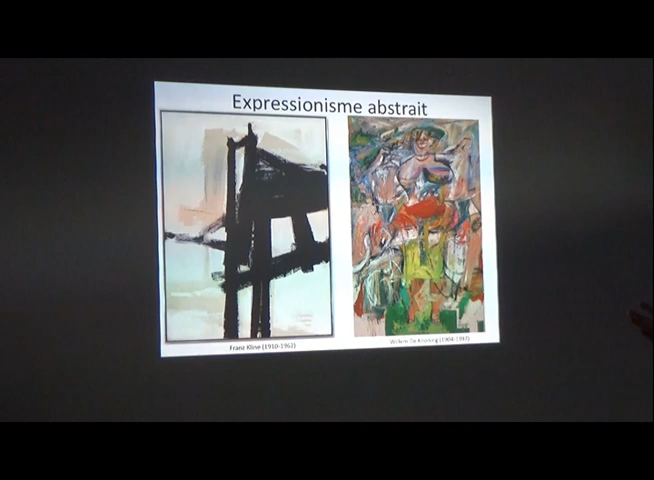 Expressionisme abstrait
Franz Kline (1910-1962)
Willem De Kooning (1904-1997)